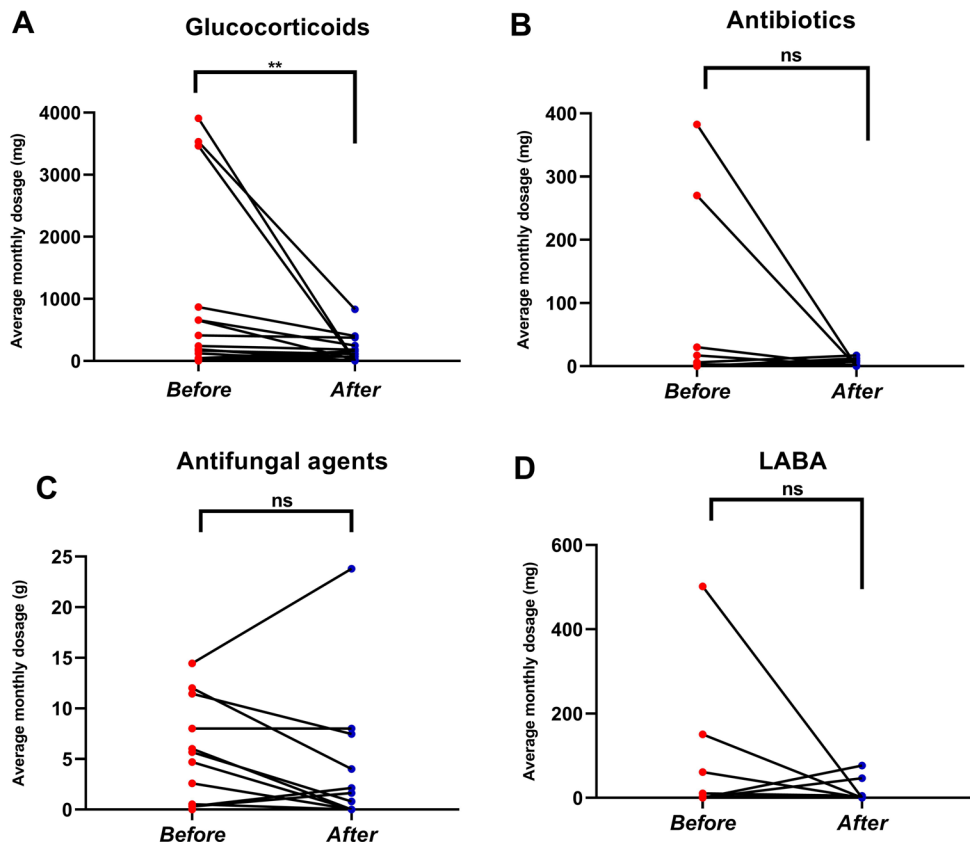 A
Glucocorticoids
**
Average monthly dosage (mg)
4000
3000
2000
1000
0
Before
After
B
Antibiotics
ns
Average monthly dosage (mg)
400
300
200
100
0
Before
After
C
Antifungal agents
ns
Average monthly dosage (g)
25
20
15
10
5
0
Before
After
D
LABA
ns
Average monthly dosage (mg)
600
400
200
0
Before
After